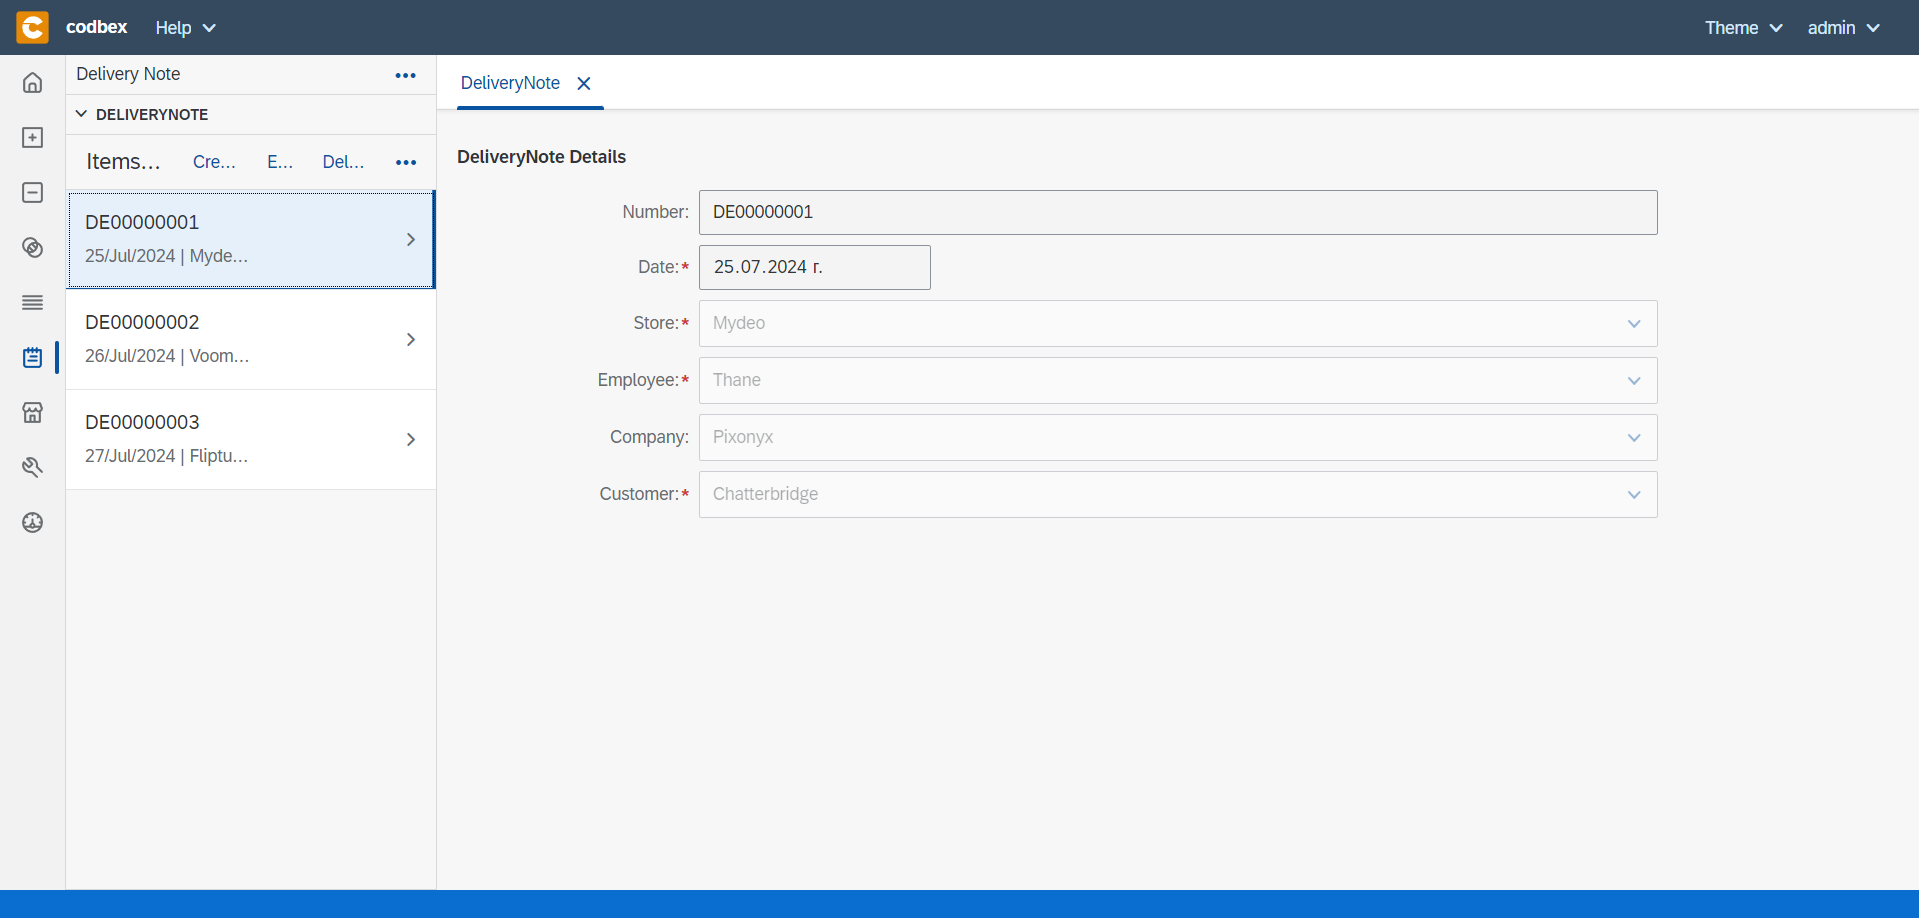 codbex Help Theme admin
Delivery Note
DELIVERYNOTE
Items... Cre... E... Del...
DE00000001
25/Jul/2024 | Myde...
DE00000002
26/Jul/2024 | Voom...
DE00000003
27/Jul/2024 | Fliptu...
DeliveryNote
DeliveryNote Details
Number: DE00000001
Date:* 25.07.2024 г.
Store:* Mydeo
Employee:* Thane
Company: Pixonyx
Customer:* Chatterbridge